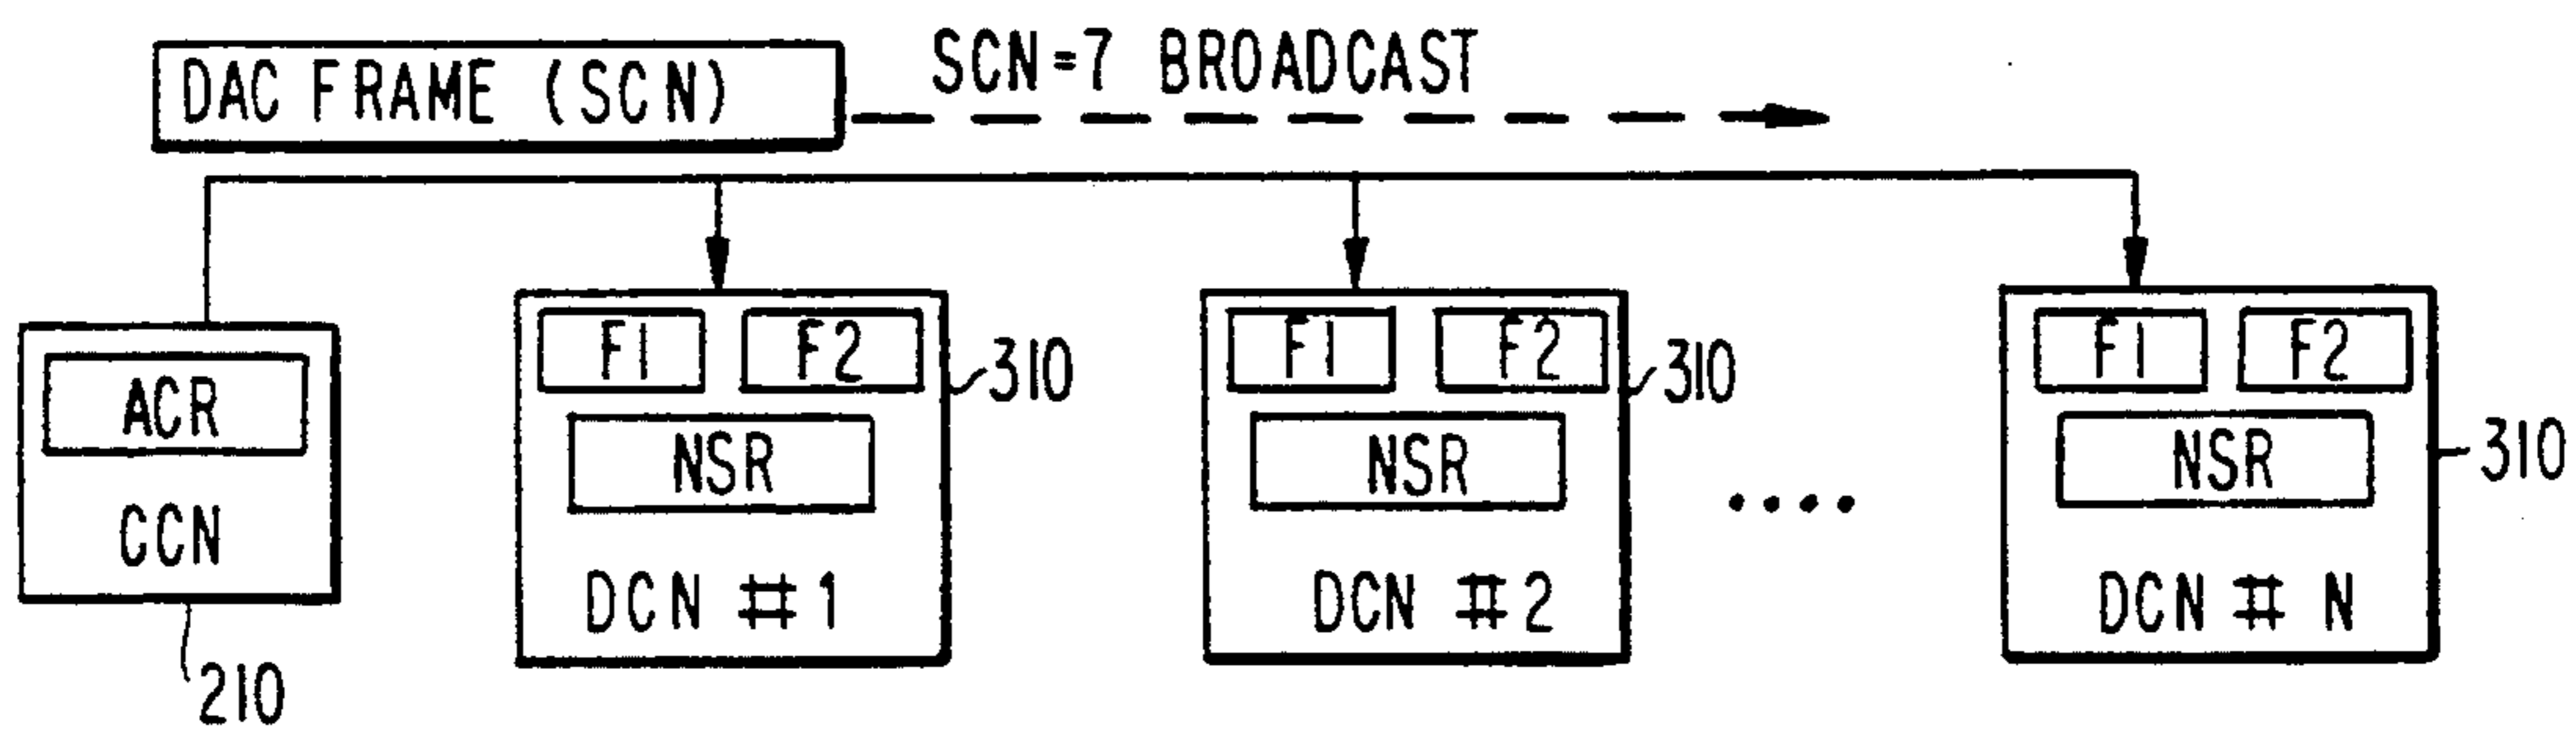 DAC FRAME (SCN)
SCN=7 BROADCAST
ACR
CCN
210
F1 F2
NSR
DCN #1
310
F1 F2
NSR
DCN #2
310
....
F1 F2
NSR
DCN # N
310